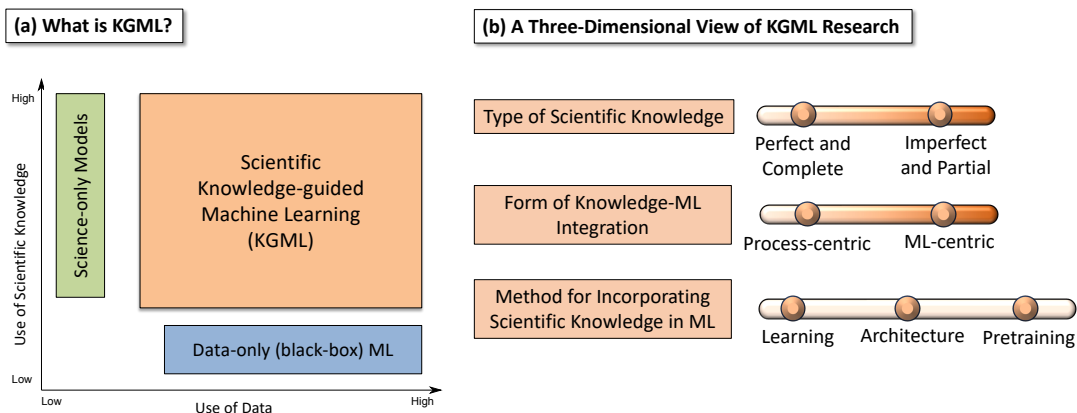 (a) What is KGML?
High
Use of Scientific Knowledge
Low
Science-only Models
Scientific
Knowledge-guided
Machine Learning
(KGML)
Data-only (black-box) ML
Low
High
Use of Data
(b) A Three-Dimensional View of KGML Research
Type of Scientific Knowledge
Perfect and
Complete
Imperfect
and Partial
Form of Knowledge-ML
Integration
Process-centric
ML-centric
Method for Incorporating
Scientific Knowledge in ML
Learning
Architecture
Pretraining